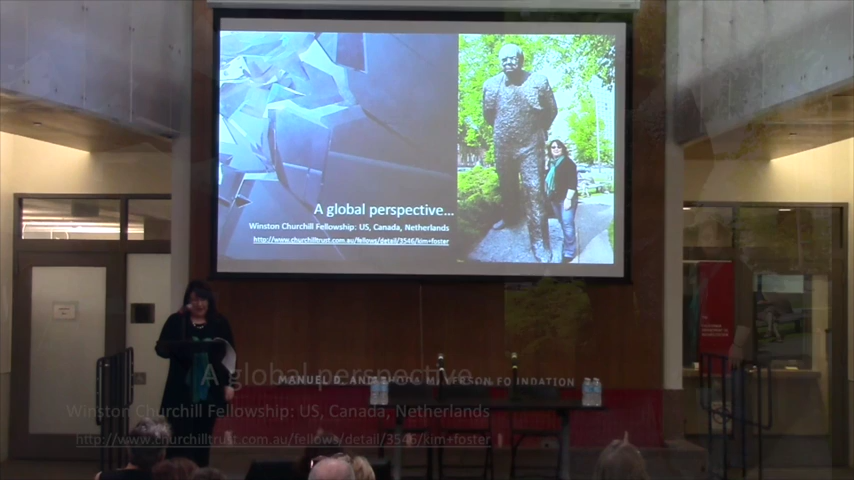 A global perspective...
Winston Churchill Fellowship: US, Canada, Netherlands
http://www.churchilltrust.com.au/fellows/detail/3546/kim+foster
A global perspective...
MANUEL D. AND RHODA MAYERSON FOUNDATION
Winston Churchill Fellowship: US, Canada, Netherlands
http://www.churchilltrust.com.au/fellows/detail/3546/kim+foster